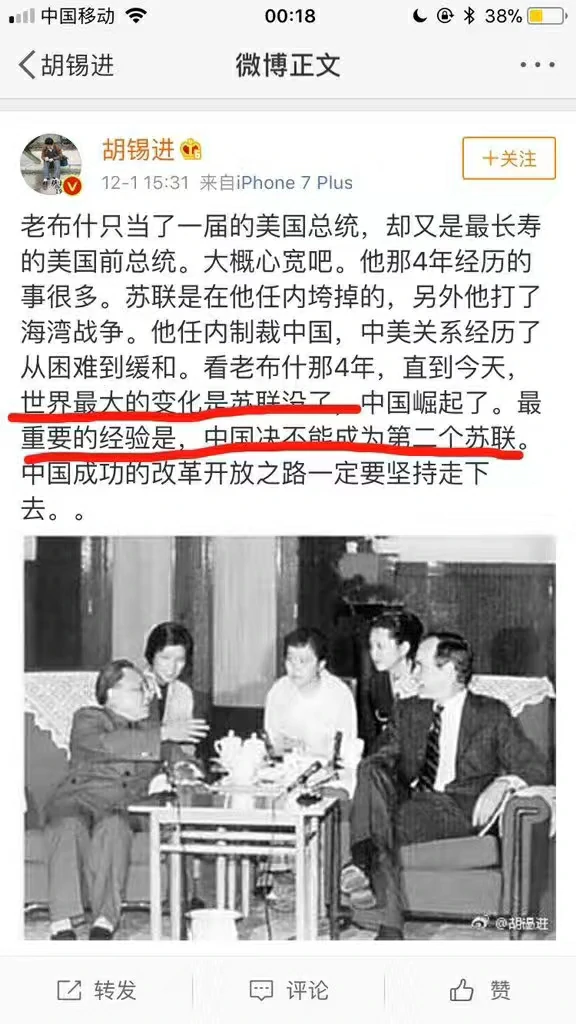 中国移动 00:18 38%
胡锡进 微博正文
胡锡进
+关注
12-1 15:31 来自iPhone 7 Plus
老布什只当了一届的美国总统，却又是最长寿
的美国前总统。大概心宽吧。他那4年经历的
事很多。苏联是在他任内垮掉的，另外他打了
海湾战争。他任内制裁中国，中美关系经历了
从困难到缓和。看老布什那4年，直到今天，
世界最大的变化是苏联没了，中国崛起了。最
重要的经验是，中国决不能成为第二个苏联。
中国成功的改革开放之路一定要坚持走下
去。。
@胡锡进
转发 评论 赞